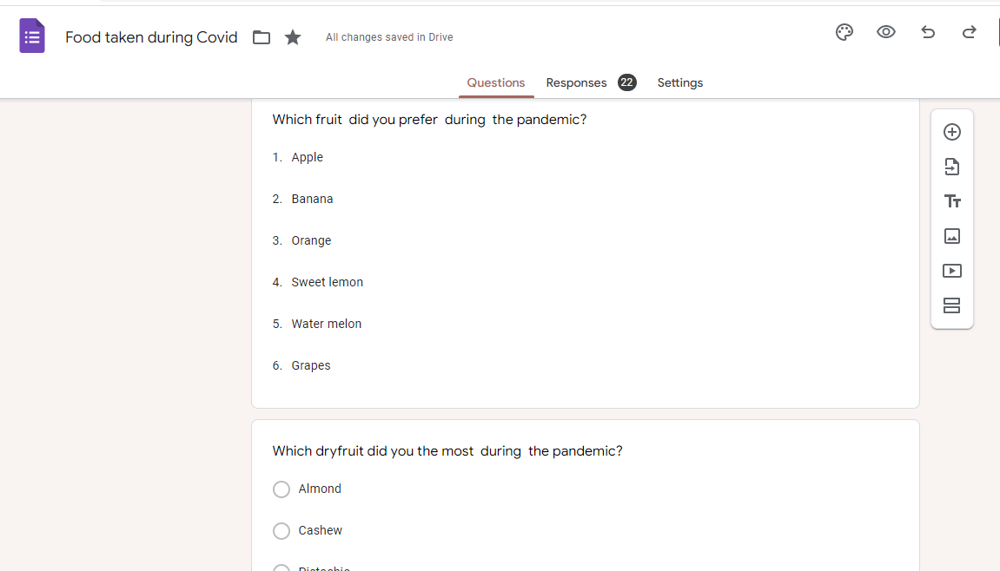 Food taken during Covid
All changes saved in Drive
Questions
Responses 22
Settings
Which fruit did you prefer during the pandemic?
1. Apple
2. Banana
3. Orange
4. Sweet lemon
5. Water melon
6. Grapes
Which dryfruit did you the most during the pandemic?
Almond
Cashew